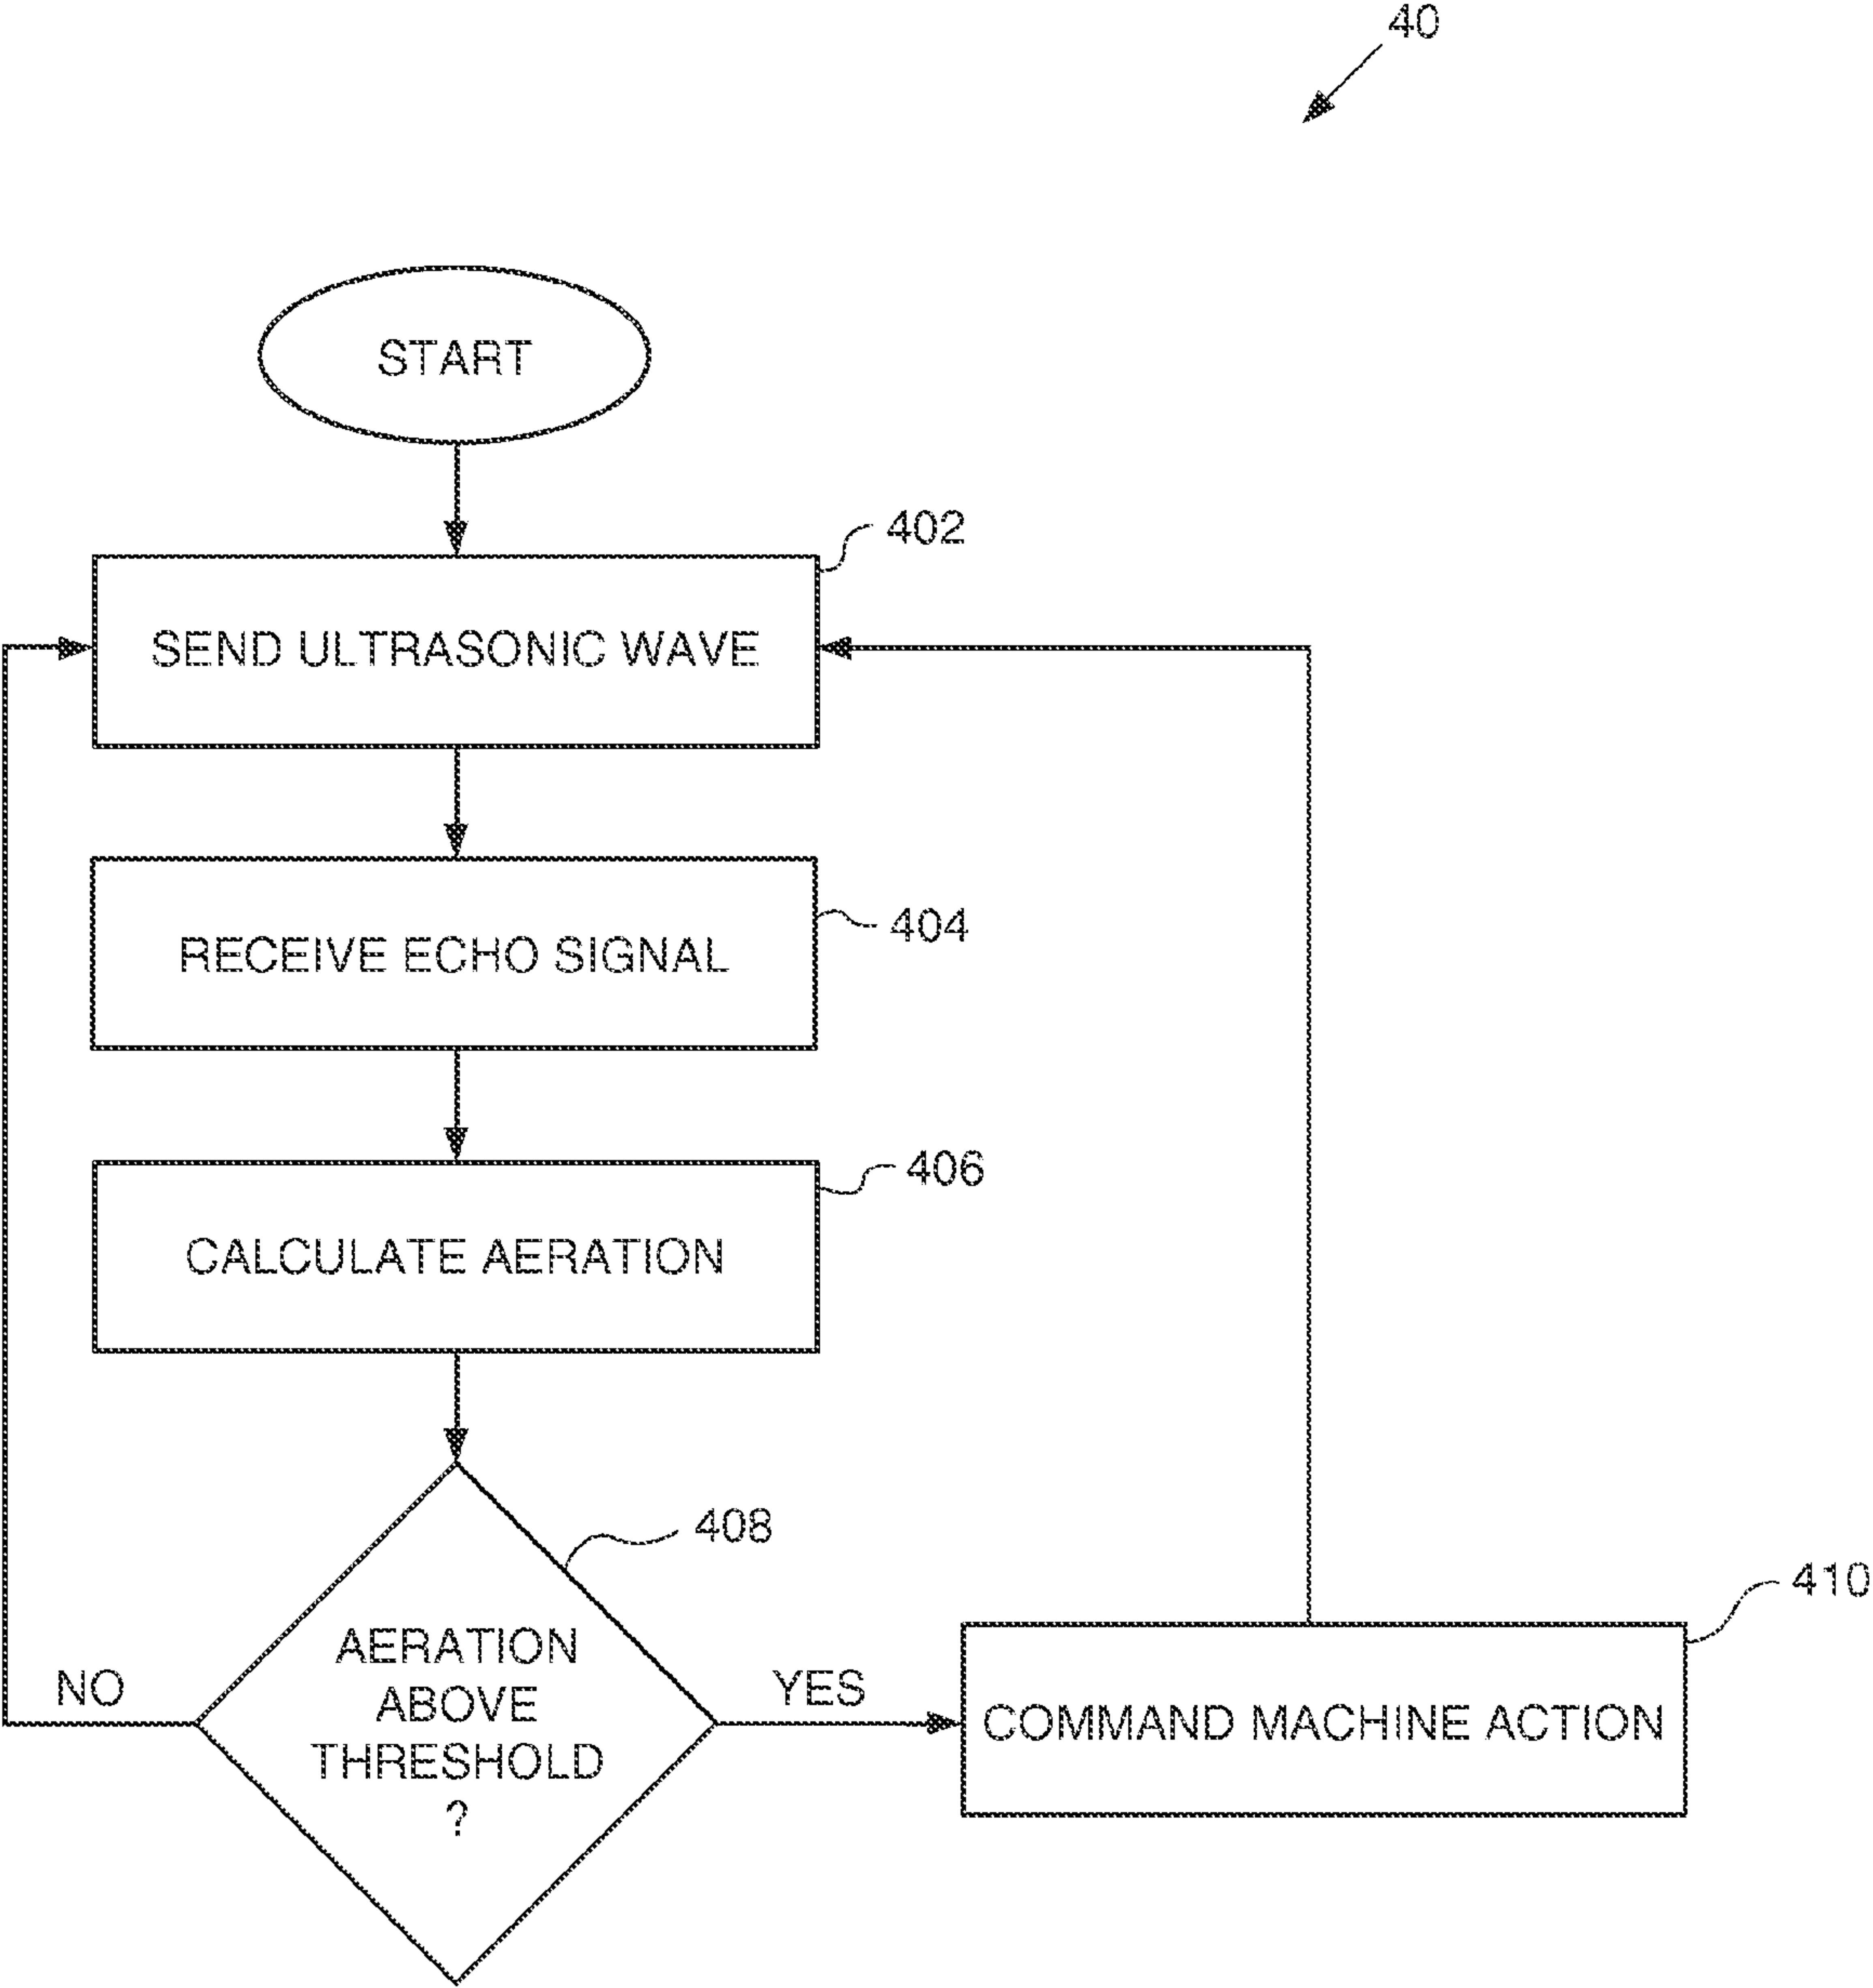 40
START
402
SEND ULTRASONIC WAVE
404
RECEIVE ECHO SIGNAL
406
CALCULATE AERATION
408
AERATION
ABOVE
THRESHOLD
?
NO
YES
410
COMMAND MACHINE ACTION